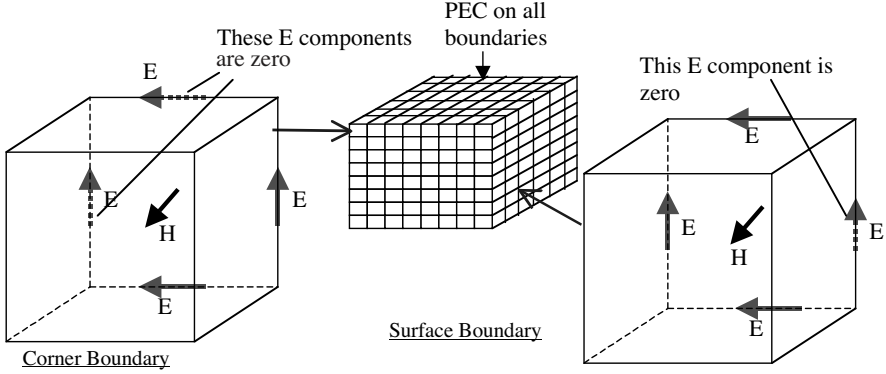 PEC on all
boundaries
These E components
are zero
This E component is
zero
E
E
E
H
E
Corner Boundary
Surface Boundary
E
E
E
H
E